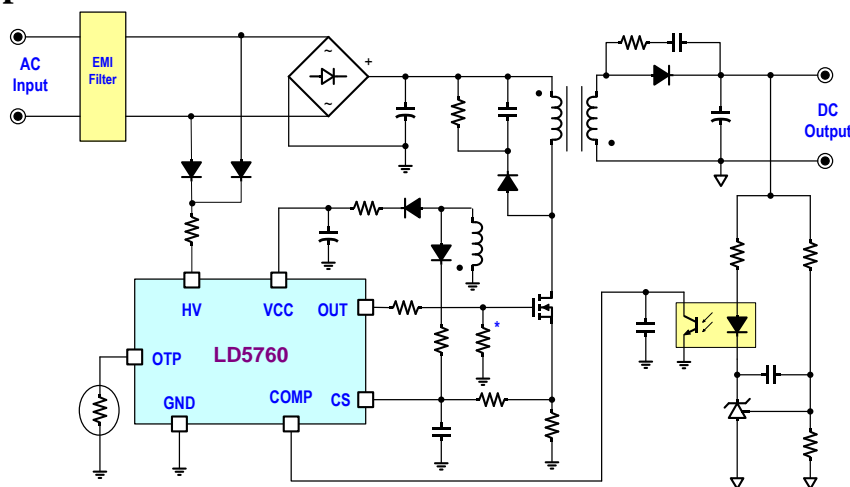 AC
Input
EMI
Filter
~
+
~
DC
Output
HV
VCC
OUT
*
OTP
LD5760
GND
COMP
CS